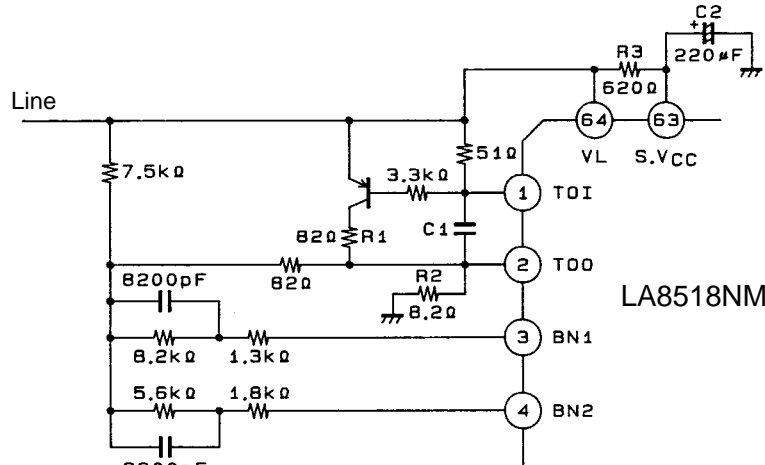 C2
+
220μF
R3
620Ω
Line
64
63
VL
S.VCC
7.5kΩ
51Ω
3.3kΩ
1
TOI
82Ω
R1
C1
2
TOO
82Ω
8200pF
R2
8.2Ω
LA8518NM
3
BN1
8.2kΩ
1.3kΩ
5.6kΩ
1.8kΩ
4
BN2
8200pF